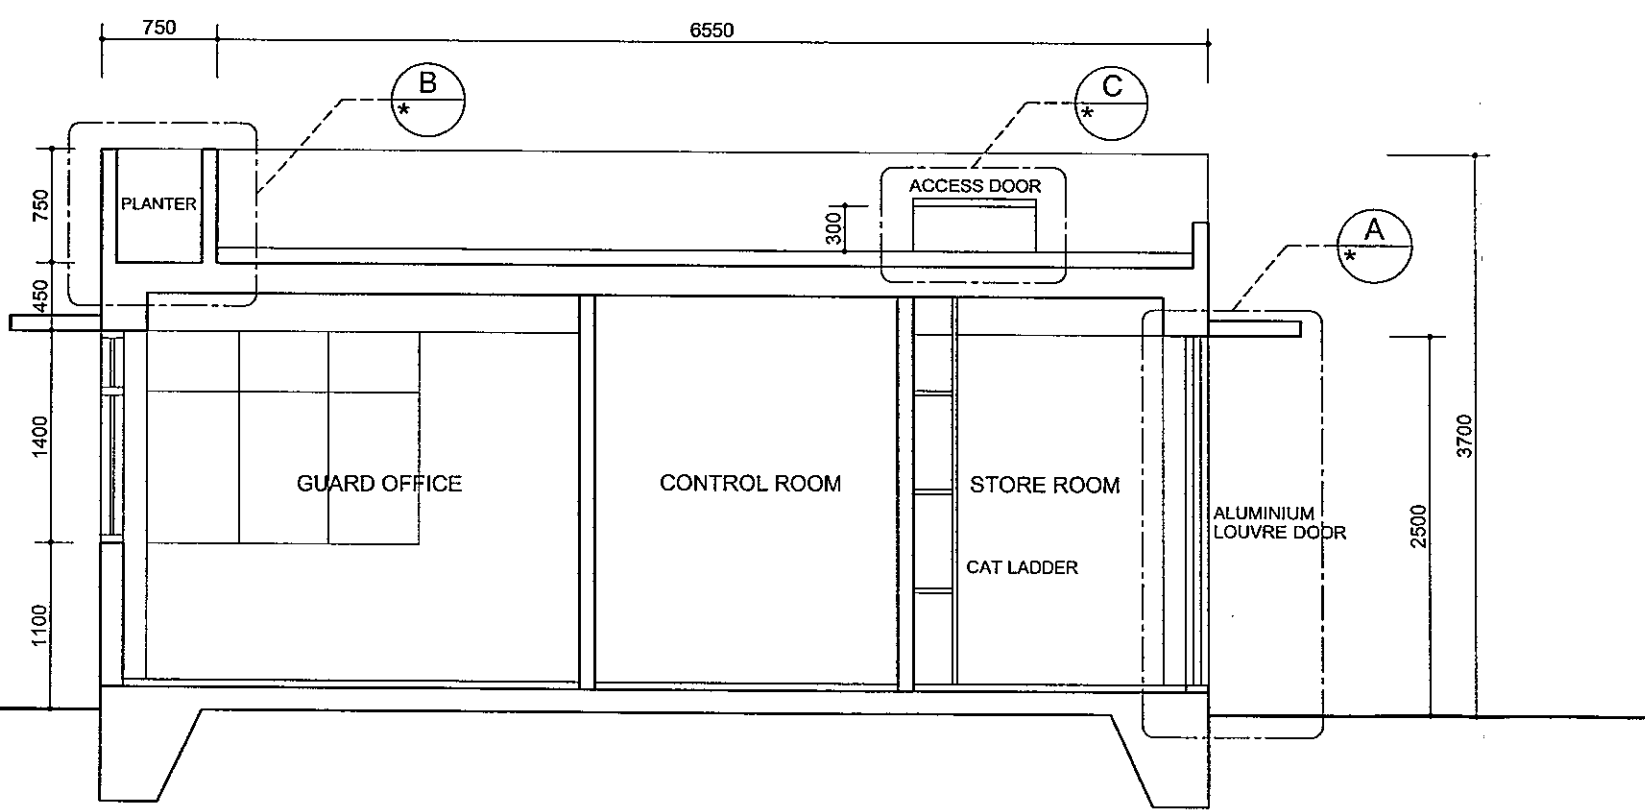 750
6550
B
*
C
*
PLANTER
ACCESS DOOR
750
300
A
*
450
1400
GUARD OFFICE
CONTROL ROOM
STORE ROOM
3700
2500
ALUMINIUM
LOUVRE DOOR
CAT LADDER
1100